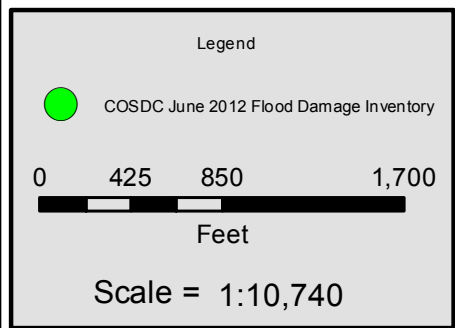 Legend
COSDC June 2012 Flood Damage Inventory
0 425 850 1,700
Feet
Scale = 1:10,740